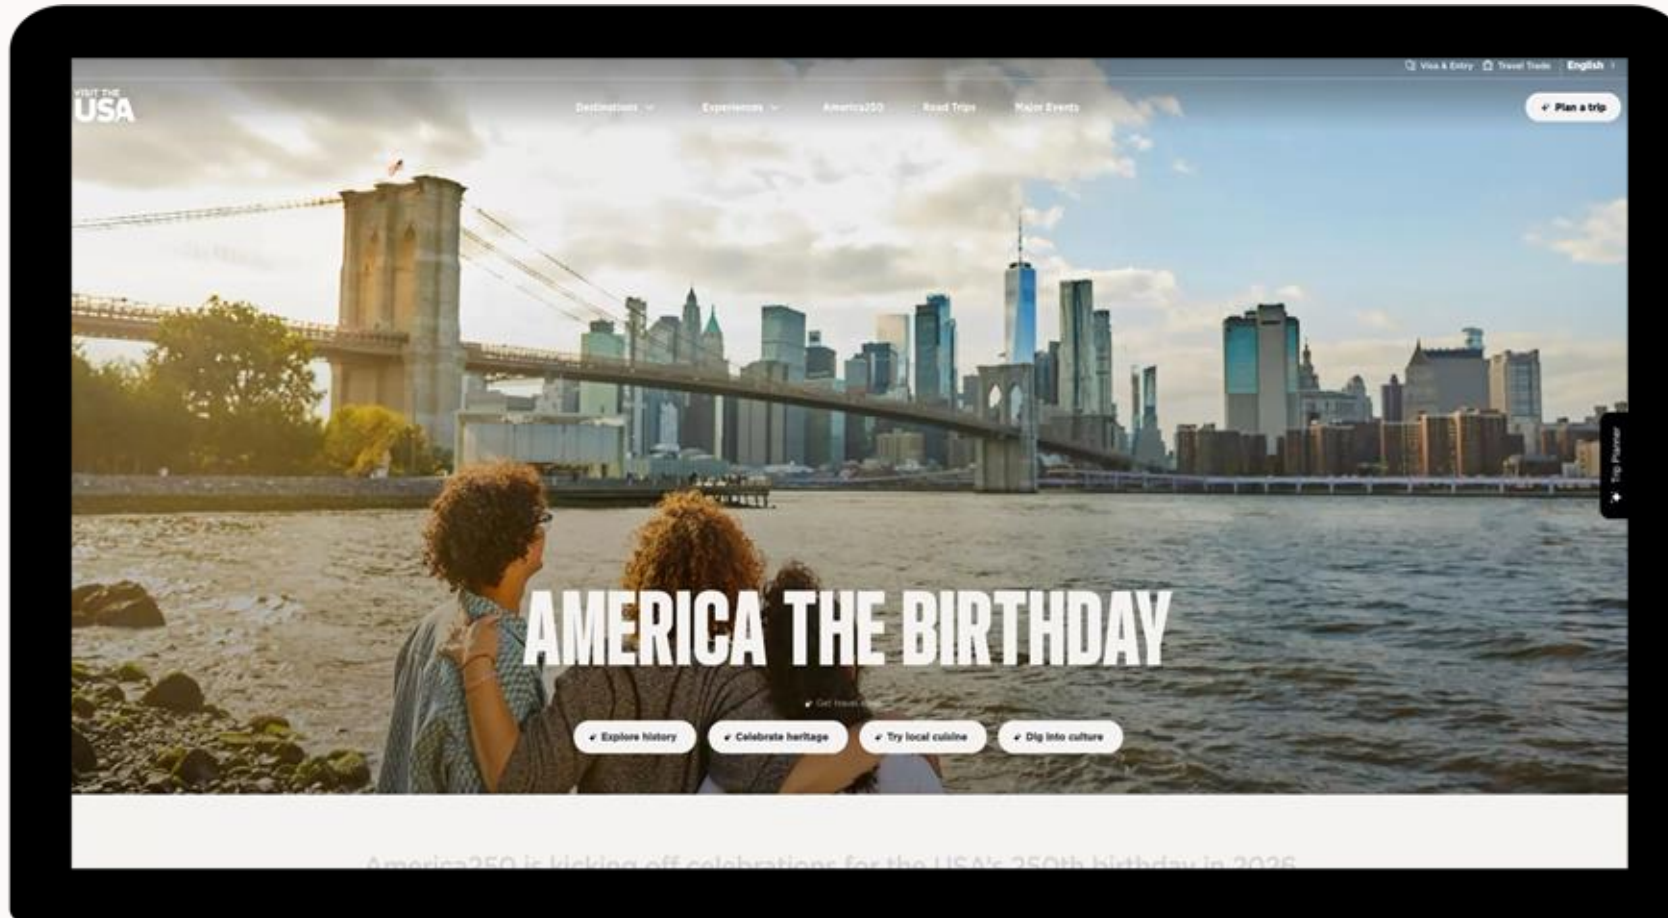 Visa & Entry Travel Trade English
VISIT THE
USA
Destinations Experiences America250 Road Trips Major Events
Plan a trip
Trip Planner
AMERICA THE BIRTHDAY
Get travel
Explore history Celebrate heritage Try local cuisine Dig into culture
America250 is kicking off celebrations for the USA's 250th birthday in 2026